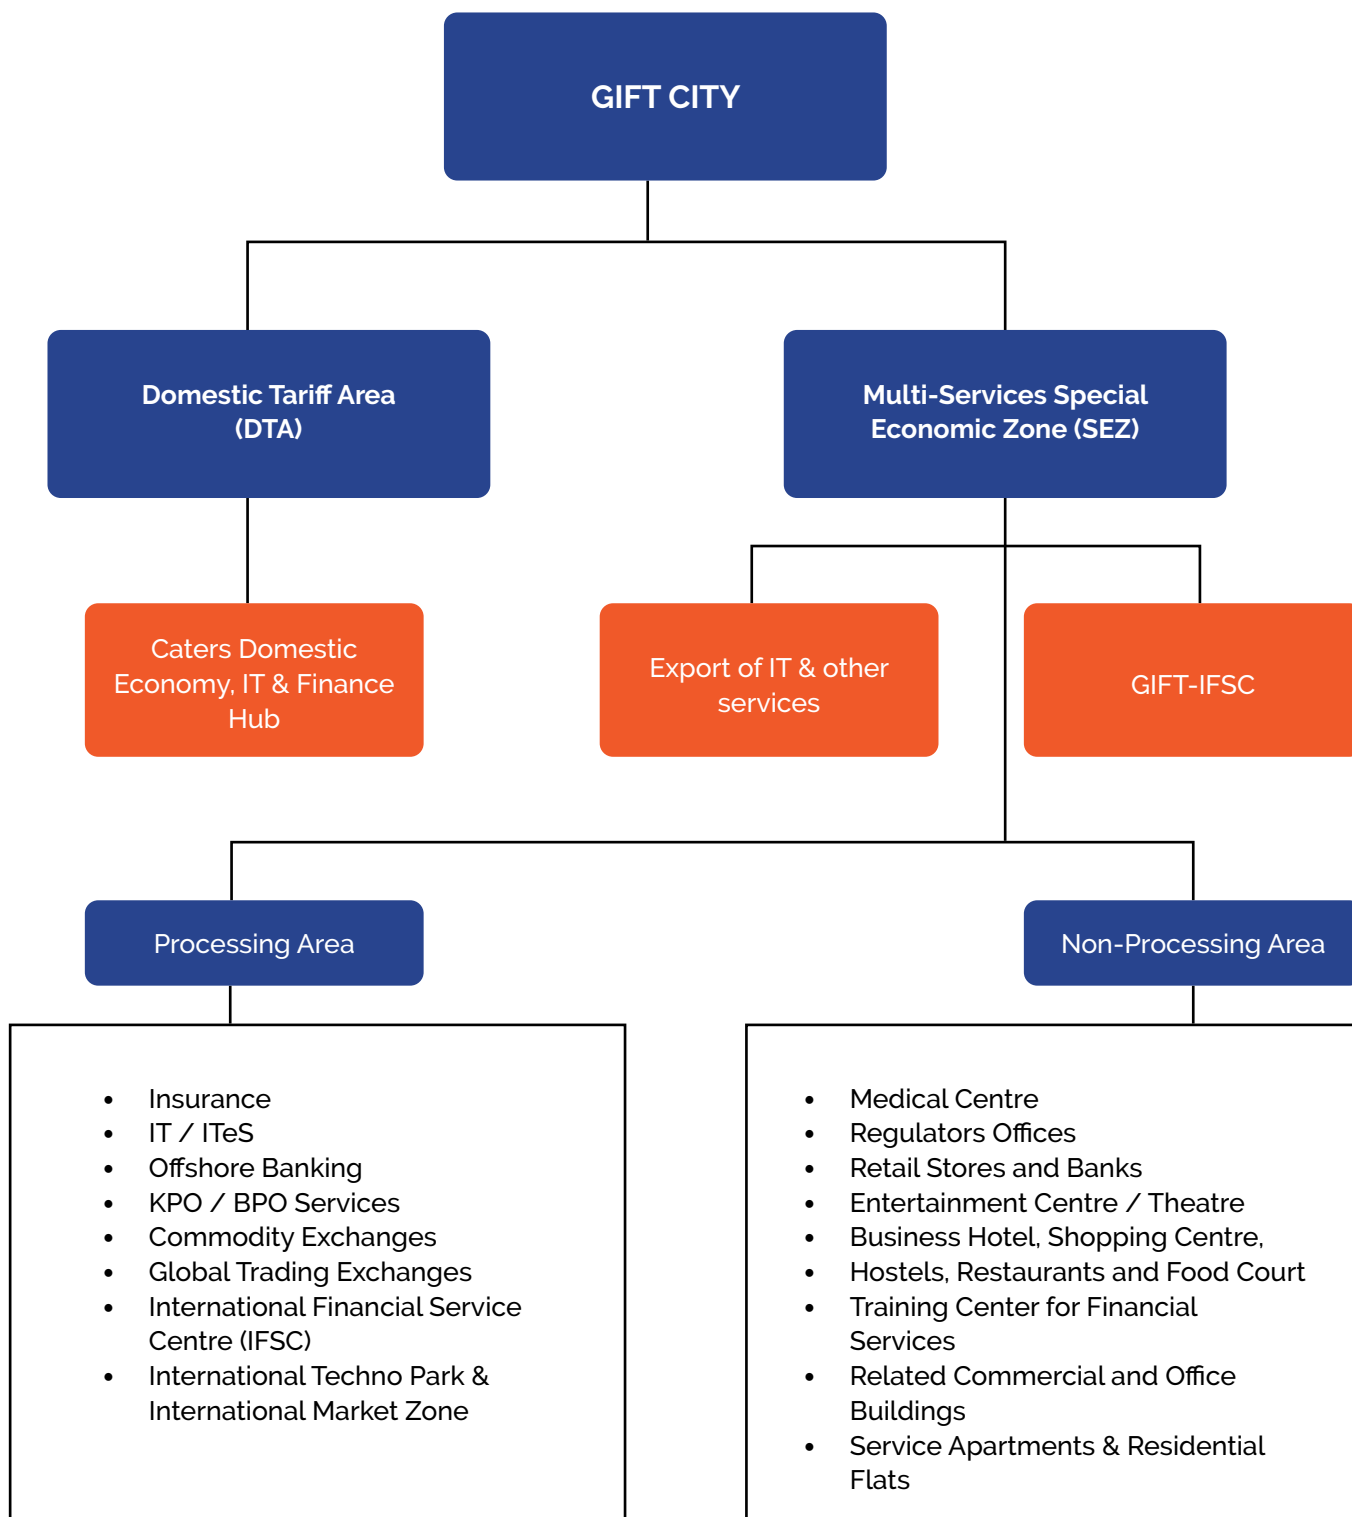 GIFT CITY
Domestic Tariff Area
(DTA)
Multi-Services Special
Economic Zone (SEZ)
Caters Domestic
Economy, IT & Finance
Hub
Export of IT & other
services
GIFT-IFSC
Processing Area
Non-Processing Area
• Insurance
• IT / ITeS
• Offshore Banking
• KPO / BPO Services
• Commodity Exchanges
• Global Trading Exchanges
• International Financial Service
Centre (IFSC)
• International Techno Park &
International Market Zone
• Medical Centre
• Regulators Offices
• Retail Stores and Banks
• Entertainment Centre / Theatre
• Business Hotel, Shopping Centre,
• Hostels, Restaurants and Food Court
• Training Center for Financial
Services
• Related Commercial and Office
Buildings
• Service Apartments & Residential
Flats